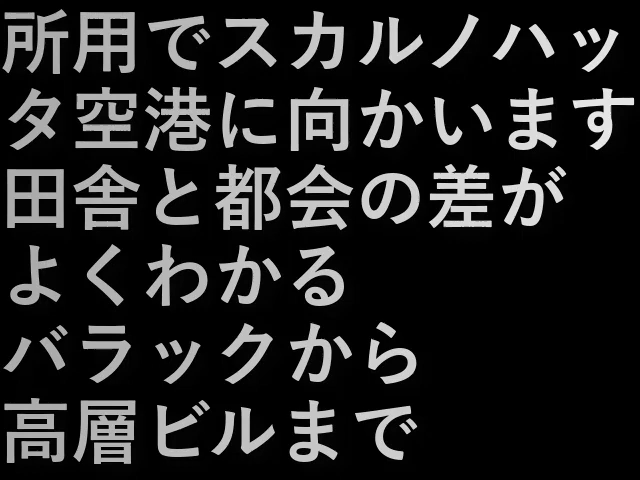 所用でスカルノハッ
タ空港に向かいます
田舎と都会の差が
よくわかる
バラックから
高層ビルまで